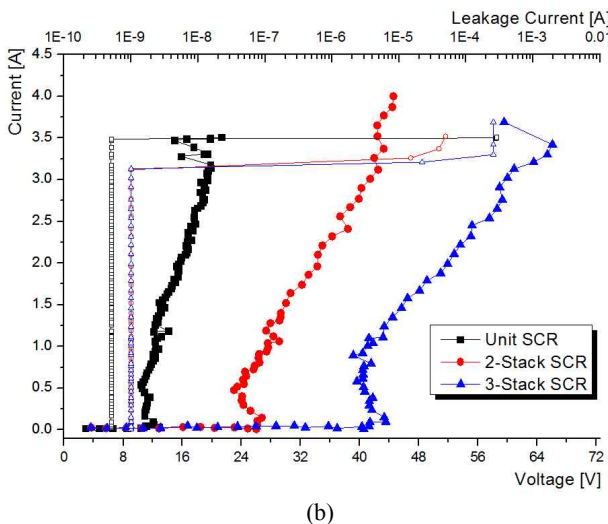 Leakage Current [A]
1E-10 1E-9 1E-8 1E-7 1E-6 1E-5 1E-4 1E-3 0.01
Current [A]
4.5
4.0
3.5
3.0
2.5
2.0
1.5
1.0
0.5
0.0
Unit SCR
2-Stack SCR
3-Stack SCR
0 8 16 24 32 40 48 56 64 72
Voltage [V]
(b)